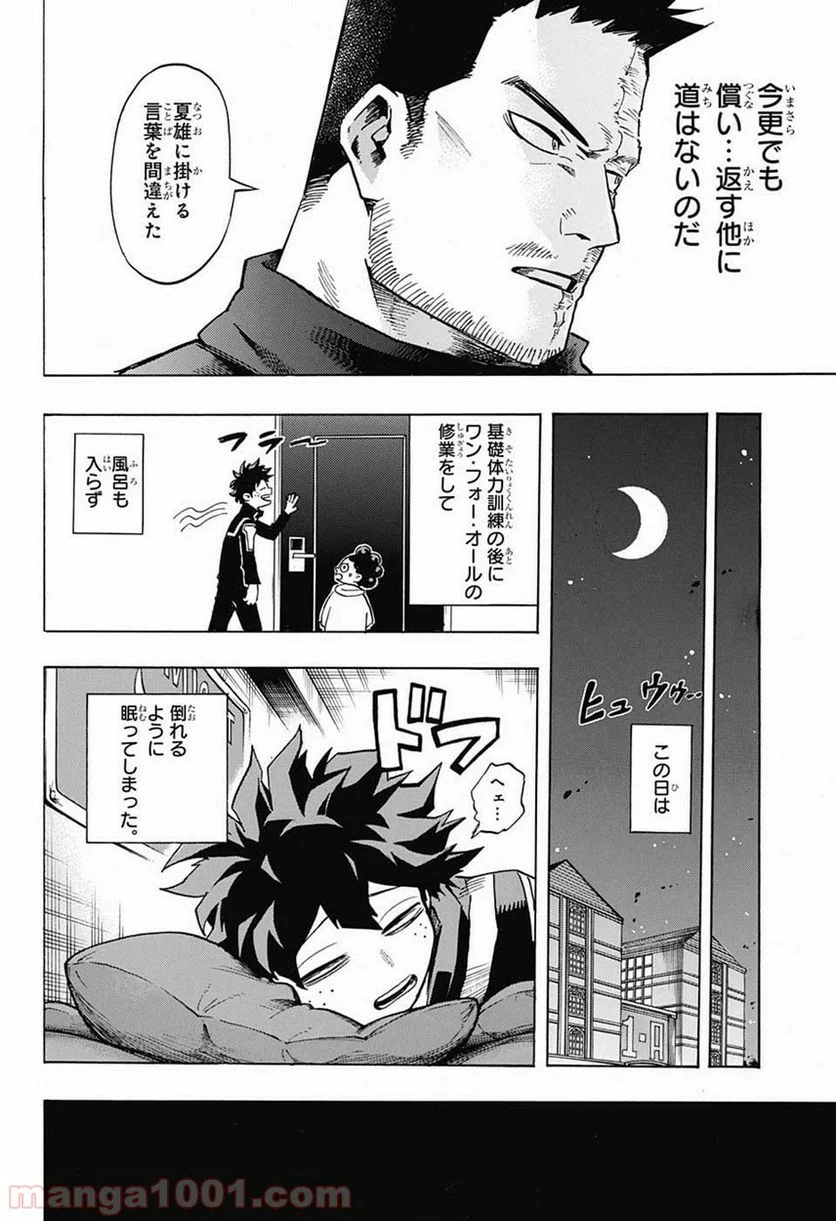 今更でも
償い…返す他に
道はないのだ
夏雄に掛ける
言葉を間違えた
ヒュウゥ‥
この日は
1-A
基礎体力訓練の後に
ワン・フォー・オールの
修業をして
フラ〜
風呂も
入らず
ドフッ
ヘェ…
倒れる
ように
眠ってしまった。
manga1001.com